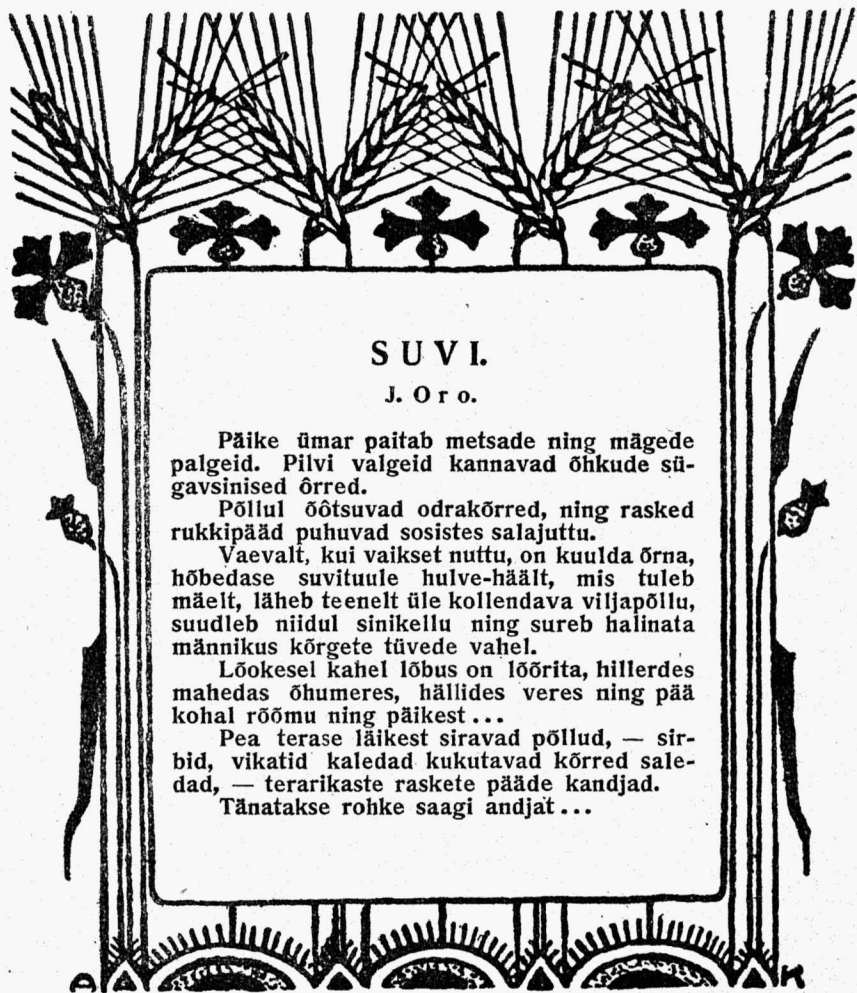 SUVI.
J. Oro.
Päike ümar paitab metsade ning mägede
palgeid. Pilvi valgeid kannavad õhkude sü-
gavsinised ôrred.
Põllul õôtsuvad odrakõrred, ning rasked
rukkipääd puhuvad sosistes salajuttu.
Vaevalt, kui vaikset nuttu, on kuulda õrna,
hõbedase suvituule hulve-häält, mis tuleb
mäelt, läheb teenelt üle kollendava viljapõllu,
suudleb niidul sinikellu ning sureb halinata
männikus kõrgete tüvede vahel.
Lõokesel kahel lõbus on lõõrita, hillerdes
mahedas õhumeres, hällides veres ning pää
kohal rõõmu ning päikest...
Pea terase läikest siravad põllud, — sir-
bid, vikatid kaledad kukutavad kõrred sale-
dad, — terarikaste raskete pääde kandjad.
Tänatakse rohke saagi andjat...